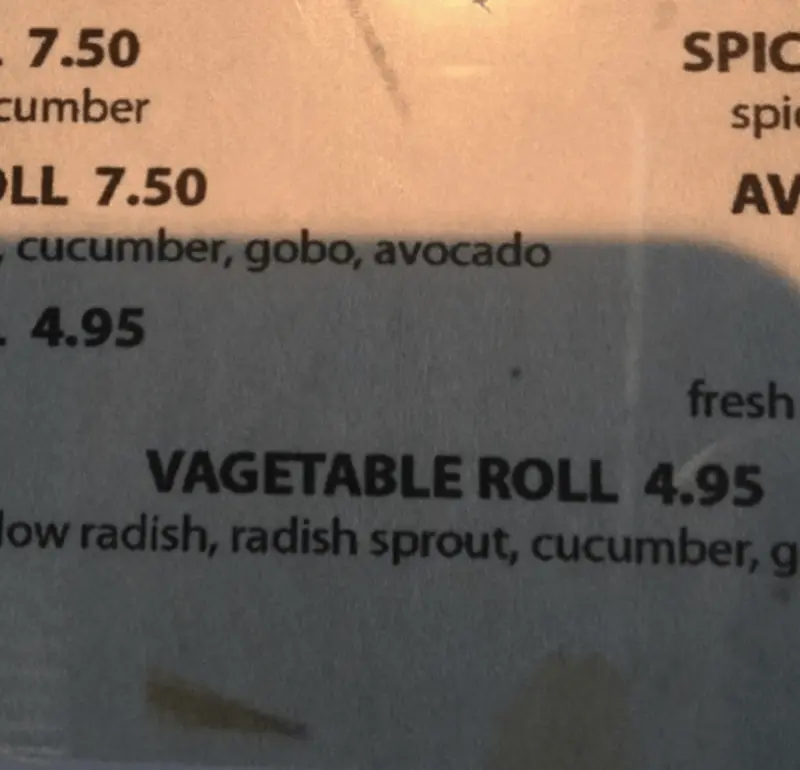 7.50
SPIC
cumber
spic
LL 7.50
AV
, cucumber, gobo, avocado
4.95
fresh
VAGETABLE ROLL 4.95
low radish, radish sprout, cucumber, g